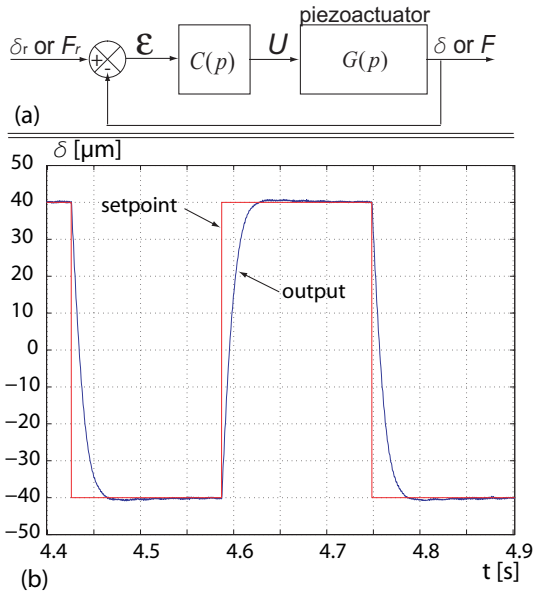 piezoactuator
δr or Fr
ε
C(p)
U
G(p)
δ or F
+
-
(a)
δ [µm]
50
40
30
20
10
0
−10
−20
−30
−40
−50
setpoint
output
4.4 4.5 4.6 4.7 4.8 4.9
t [s]
(b)